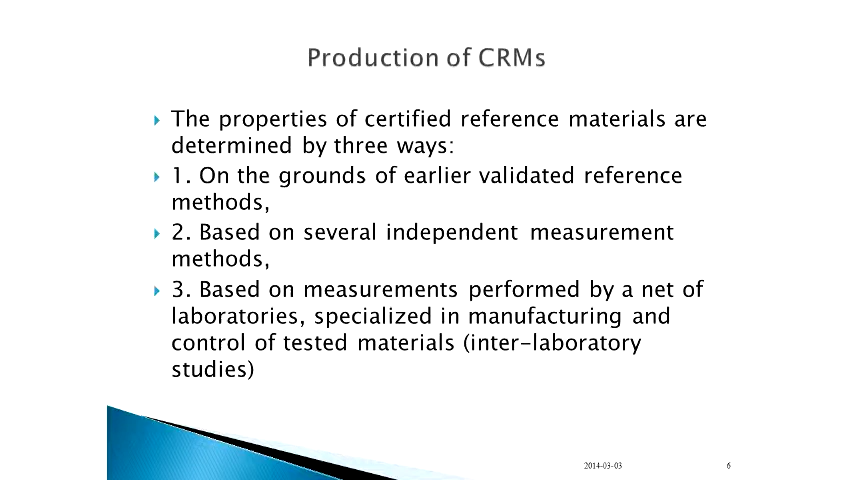 Production of CRMs
The properties of certified reference materials are
determined by three ways:
1. On the grounds of earlier validated reference
methods,
2. Based on several independent measurement
methods,
3. Based on measurements performed by a net of
laboratories, specialized in manufacturing and
control of tested materials (inter-laboratory
studies)
2014-03-03
6